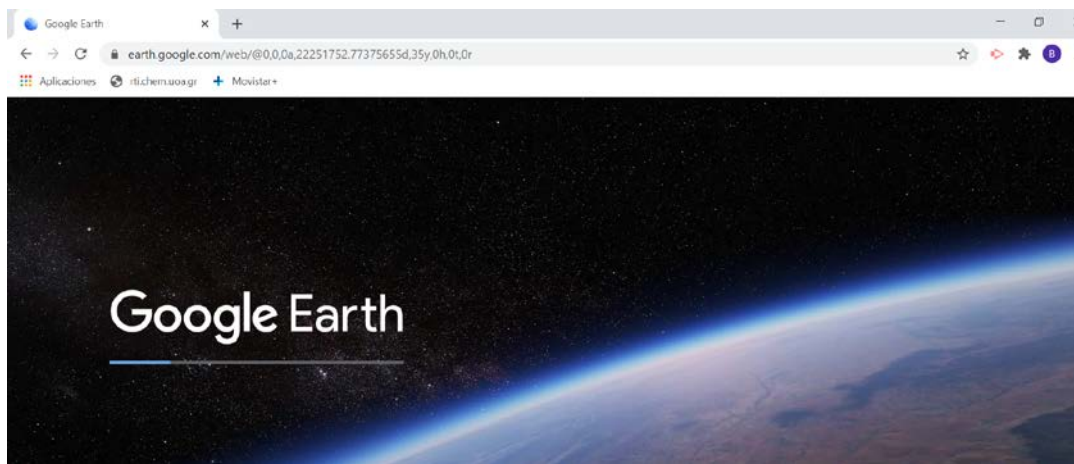 Google Earth
earth.google.com/web/@0,0,0a,22251752.77375655d,35y,0h,0t,0r
B
Aplicaciones rti.chem.uoa.gr Movistar+
Google Earth